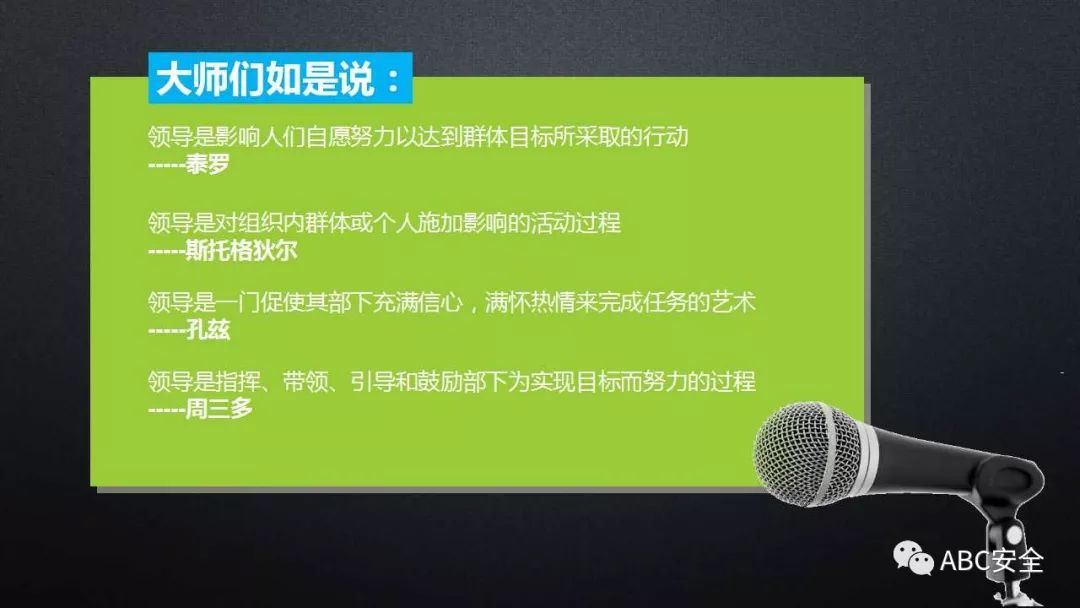 大师们如是说：
领导是影响人们自愿努力以达到群体目标所采取的行动
-----泰罗
领导是对组织内群体或个人施加影响的活动过程
-----斯托格狄尔
领导是一门促使其部下充满信心，满怀热情来完成任务的艺术
-----孔兹
领导是指挥、带领、引导和鼓励部下为实现目标而努力的过程
-----周三多
ABC安全